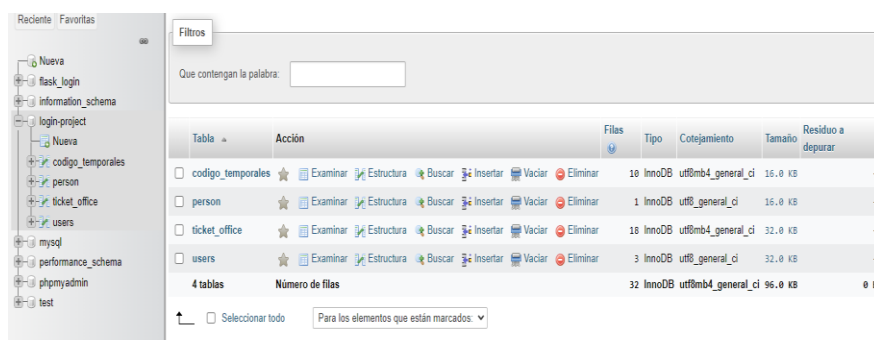 Reciente Favoritas
Nueva
flask_login
information_schema
login-project
Nueva
codigo_temporales
person
ticket_office
users
mysql
performance_schema
phpmyadmin
test
Filtros
Que contengan la palabra:
Tabla Acción Filas Tipo Cotejamiento Tamaño Residuo a depurar
codigo_temporales Examinar Estructura Buscar Insertar Vaciar Eliminar 10 InnoDB utf8mb4_general_ci 16.0 KB -
person Examinar Estructura Buscar Insertar Vaciar Eliminar 1 InnoDB utf8_general_ci 16.0 KB -
ticket_office Examinar Estructura Buscar Insertar Vaciar Eliminar 18 InnoDB utf8mb4_general_ci 32.0 KB -
users Examinar Estructura Buscar Insertar Vaciar Eliminar 3 InnoDB utf8_general_ci 32.0 KB -
4 tablas Número de filas 32 InnoDB utf8mb4_general_ci 96.0 KB 0
Seleccionar todo Para los elementos que están marcados: